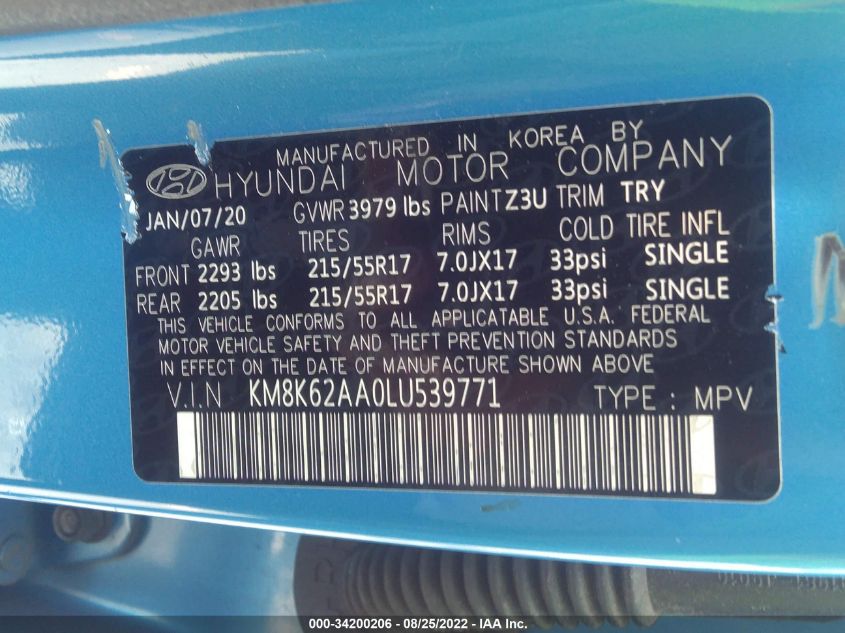 MANUFACTURED IN KOREA BY
HYUNDAI MOTOR COMPANY
JAN/07/20 GVWR 3979 lbs PAINT Z3U TRIM TRY
GAWR TIRES RIMS COLD TIRE INFL
FRONT 2293 lbs 215/55R17 7.0JX17 33psi SINGLE
REAR 2205 lbs 215/55R17 7.0JX17 33psi SINGLE
THIS VEHICLE CONFORMS TO ALL APPLICATABLE U.S.A. FEDERAL
MOTOR VEHICLE SAFETY AND THEFT PREVENTION STANDARDS
IN EFFECT ON THE DATE OF MANUFACTURE SHOWN ABOVE
V.I.N KM8K62AA0LU539771 TYPE : MPV
000-34200206 - 08/25/2022 - IAA Inc.